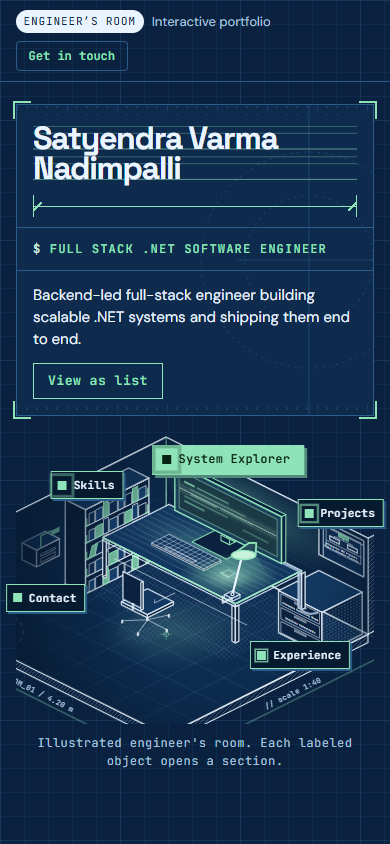 ENGINEER'S ROOM Interactive portfolio
Get in touch
Satyendra Varma
Nadimpalli
$ FULL STACK .NET SOFTWARE ENGINEER
Backend-led full-stack engineer building
scalable .NET systems and shipping them end
to end.
View as list
System Explorer
Skills
Projects
Contact
Experience
// scale 1:40
Illustrated engineer's room. Each labeled
object opens a section.